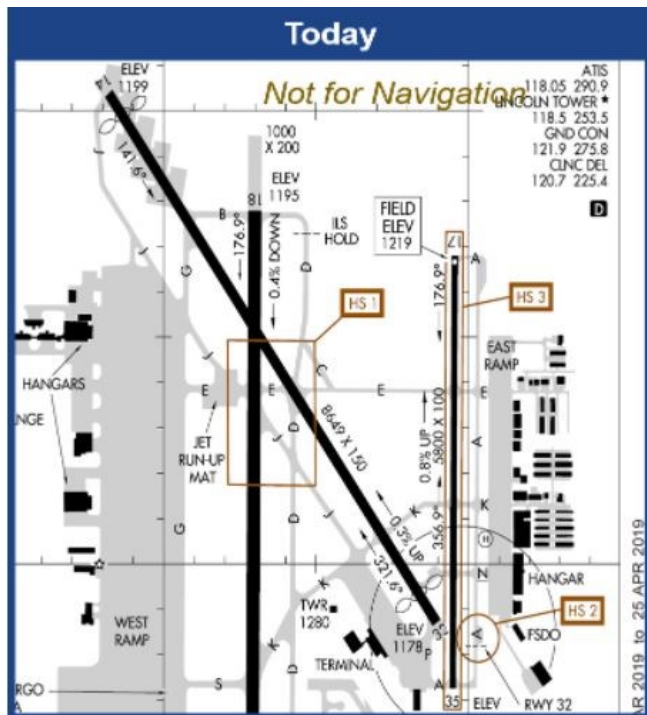 Today
Not for Navigation
ATIS
118.05 290.9
LINCOLN TOWER *
118.5 253.5
GND CON
121.9 275.8
CLNC DEL
120.7 225.4
D
ELEV
1199
14
141.6°
1000
X 200
ELEV
1195
18
B
176.9°
0.4% DOWN
ILS
HOLD
D
FIELD
ELEV
1219
17
A
176.9°
HS 1
HS 3
J
J
G
D
J
C
E
E
E
E
EAST
RAMP
HANGARS
NGE
JET
RUN-UP
MAT
J
D
8649 X 150
0.8% UP
5800 X 100
A
G
D
J
0.3% UP
321.6°
K
356.9°
K
H
N
HANGAR
HS 2
A
FSDO
WEST
RAMP
TWR
1280
K
K
TERMINAL
ELEV
1178
32
P
S
D
A
35
ELEV
RWY 32
RGO
A
AR 2019 to 25 APR 2019